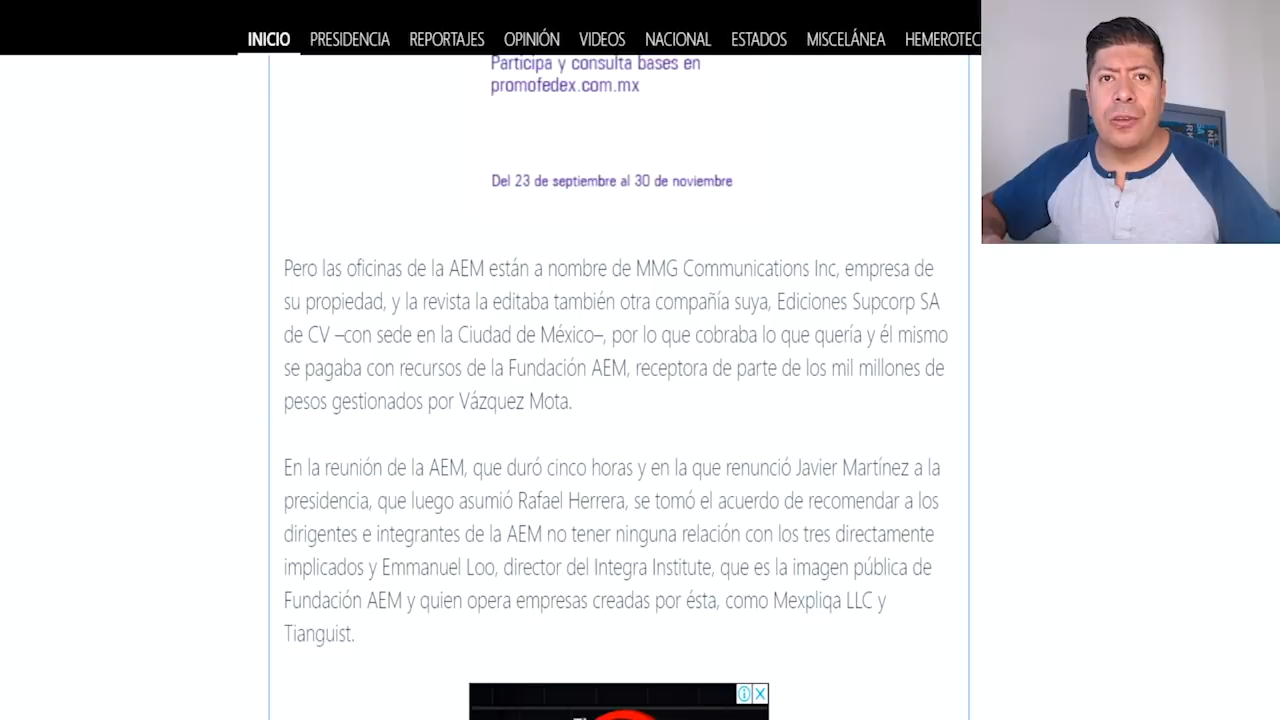 INICIO PRESIDENCIA REPORTAJES OPINIÓN VIDEOS NACIONAL ESTADOS MISCELÁNEA HEMEROTEC
Participa y consulta bases en
promofedex.com.mx
Del 23 de septiembre al 30 de noviembre
Pero las oficinas de la AEM están a nombre de MMG Communications Inc, empresa de
su propiedad, y la revista la editaba también otra compañía suya, Ediciones Supcorp SA
de CV –con sede en la Ciudad de México–, por lo que cobraba lo que quería y él mismo
se pagaba con recursos de la Fundación AEM, receptora de parte de los mil millones de
pesos gestionados por Vázquez Mota.
En la reunión de la AEM, que duró cinco horas y en la que renunció Javier Martínez a la
presidencia, que luego asumió Rafael Herrera, se tomó el acuerdo de recomendar a los
dirigentes e integrantes de la AEM no tener ninguna relación con los tres directamente
implicados y Emmanuel Loo, director del Integra Institute, que es la imagen pública de
Fundación AEM y quien opera empresas creadas por ésta, como Mexpliqa LLC y
Tianguist.